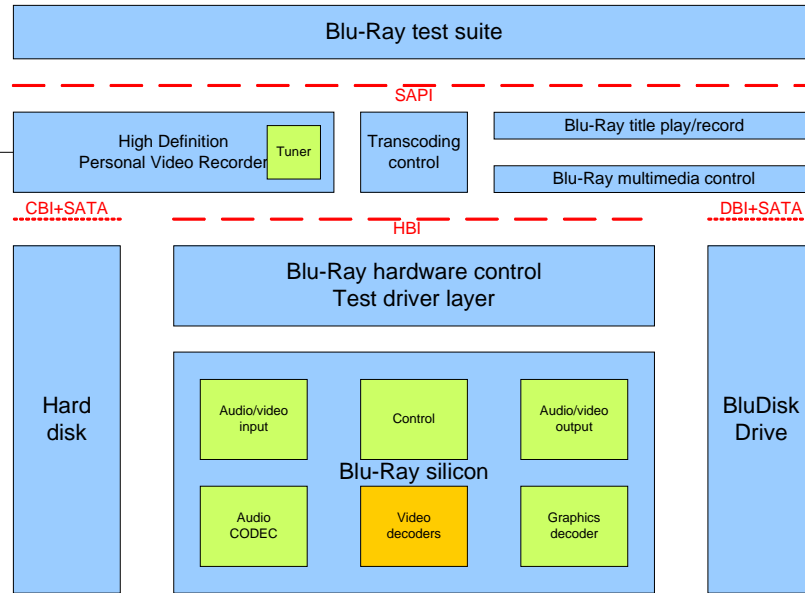 Blu-Ray test suite
SAPI
High Definition
Personal Video Recorder
Tuner
Transcoding
control
Blu-Ray title play/record
Blu-Ray multimedia control
CBI+SATA
HBI
DBI+SATA
Blu-Ray hardware control
Test driver layer
Hard
disk
Audio/video
input
Control
Audio/video
output
BluDisk
Drive
Blu-Ray silicon
Audio
CODEC
Video
decoders
Graphics
decoder